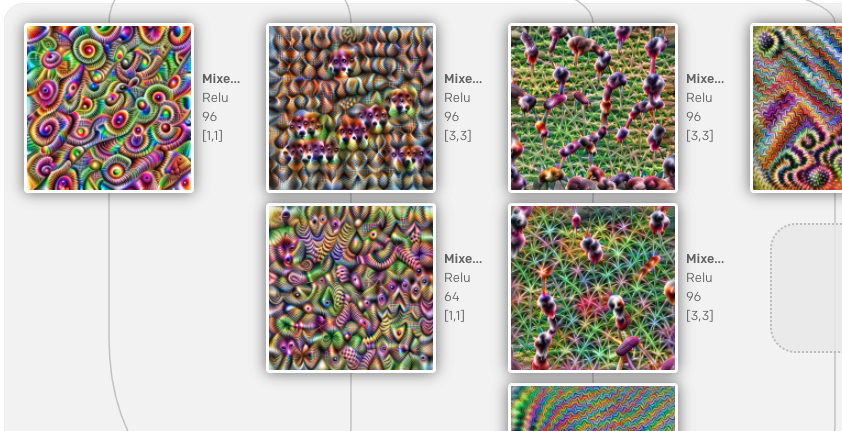 Mixe...
Relu
96
[1,1]
Mixe...
Relu
96
[3,3]
Mixe...
Relu
96
[3,3]
Mixe...
Relu
64
[1,1]
Mixe...
Relu
96
[3,3]